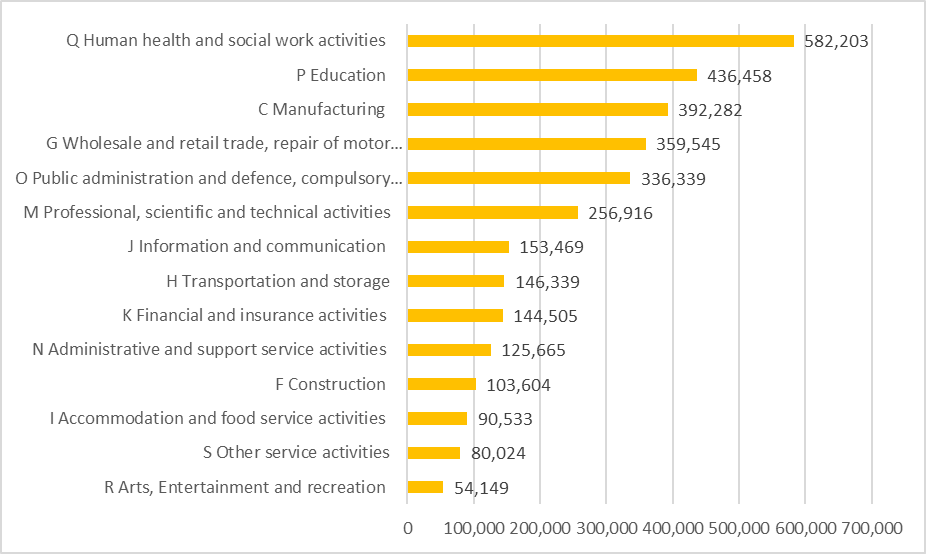 Q Human health and social work activities 582,203
P Education 436,458
C Manufacturing 392,282
G Wholesale and retail trade, repair of motor… 359,545
O Public administration and defence, compulsory… 336,339
M Professional, scientific and technical activities 256,916
J Information and communication 153,469
H Transportation and storage 146,339
K Financial and insurance activities 144,505
N Administrative and support service activities 125,665
F Construction 103,604
I Accommodation and food service activities 90,533
S Other service activities 80,024
R Arts, Entertainment and recreation 54,149
0 100,000 200,000 300,000 400,000 500,000 600,000 700,000